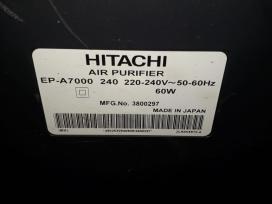 HITACHI
AIR PURIFIER
EP-A7000 240 220-240V~50-60Hz
60W
MFG.No. 3800297
MADE IN JAPAN